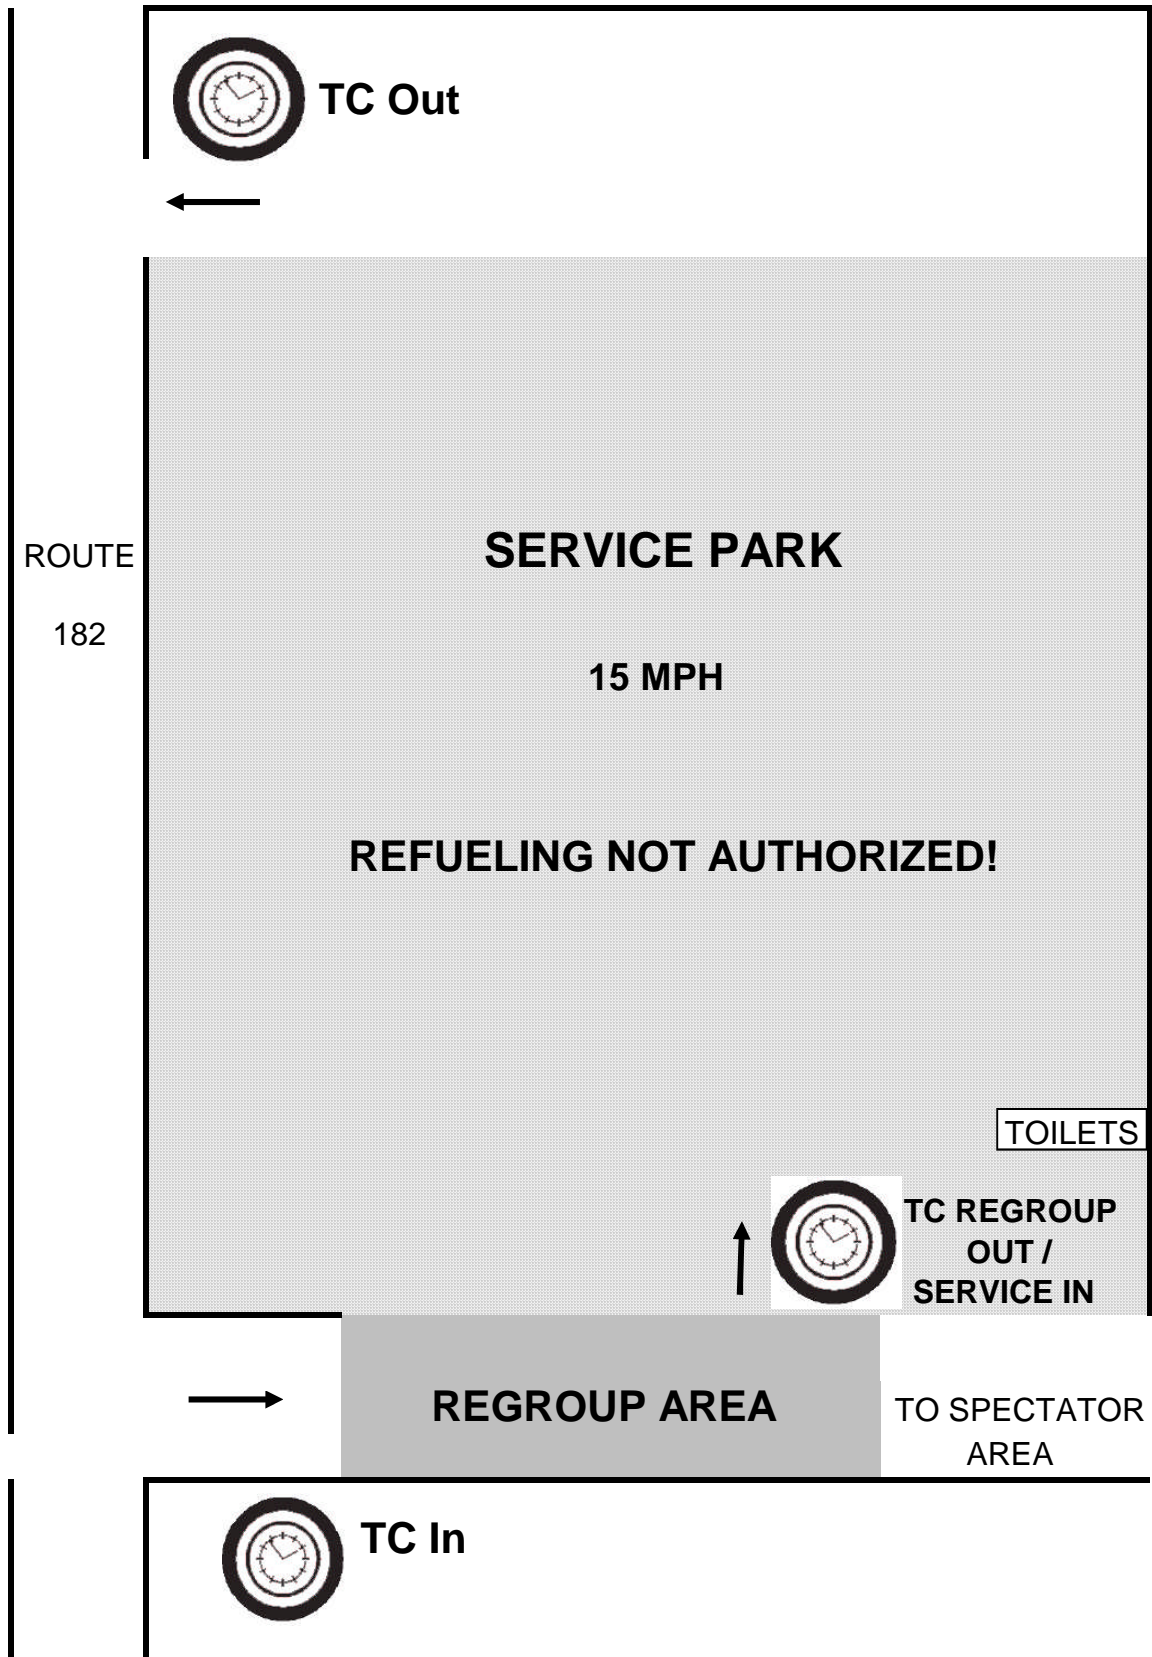 TC Out
ROUTE
182
SERVICE PARK
15 MPH
REFUELING NOT AUTHORIZED!
TOILETS
TC REGROUP
OUT /
SERVICE IN
REGROUP AREA
TO SPECTATOR
AREA
TC In